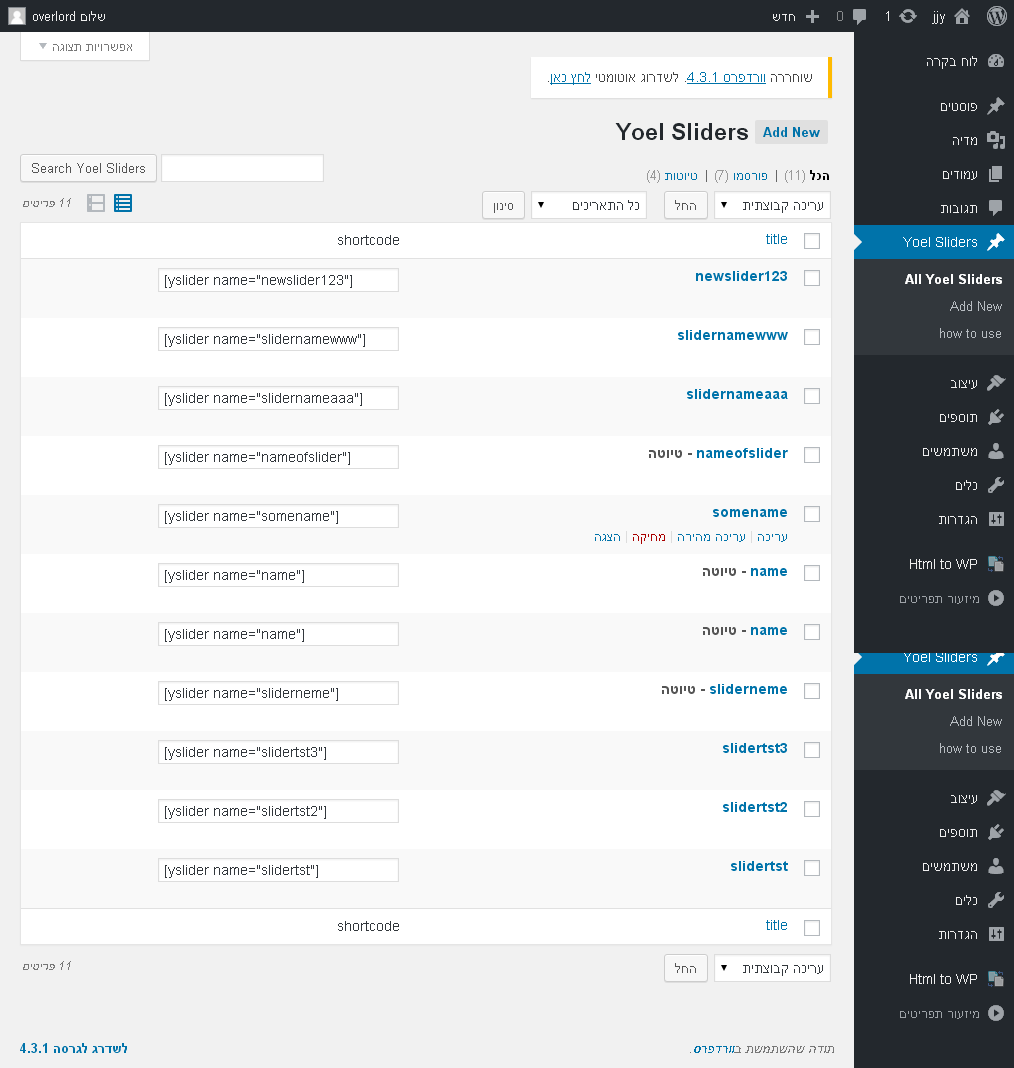 jjy 1 0 חדש
שלום overlord
אפשרויות תצוגה
לוח בקרה
פוסטים
מדיה
עמודים
תגובות
Yoel Sliders
All Yoel Sliders
Add New
how to use
עיצוב
תוספים
משתמשים
כלים
הגדרות
Html to WP
מיזעור תפריטים
Yoel Sliders
All Yoel Sliders
Add New
how to use
עיצוב
תוספים
משתמשים
כלים
הגדרות
Html to WP
מיזעור תפריטים
שוחררה וורדפרס 4.3.1. לשדרוג אוטומטי לחץ כאן.
Yoel Sliders Add New
הכל (11) | פורסמו (7) | טיוטות (4)
Search Yoel Sliders
עריכה קבוצתית החל כל התאריכים סינון
11 פריטים
title shortcode
newslider123 [yslider name="newslider123"]
slidernamewww [yslider name="slidernamewww"]
slidernameaaa [yslider name="slidernameaaa"]
nameofslider - טיוטה [yslider name="nameofslider"]
somename [yslider name="somename"]
עריכה | עריכה מהירה | מחיקה | הצגה
name - טיוטה [yslider name="name"]
name - טיוטה [yslider name="name"]
sliderneme - טיוטה [yslider name="sliderneme"]
slidertst3 [yslider name="slidertst3"]
slidertst2 [yslider name="slidertst2"]
slidertst [yslider name="slidertst"]
title shortcode
עריכה קבוצתית החל
11 פריטים
תודה שהשתמשת בוורדפרס.
לשדרג לגרסה 4.3.1